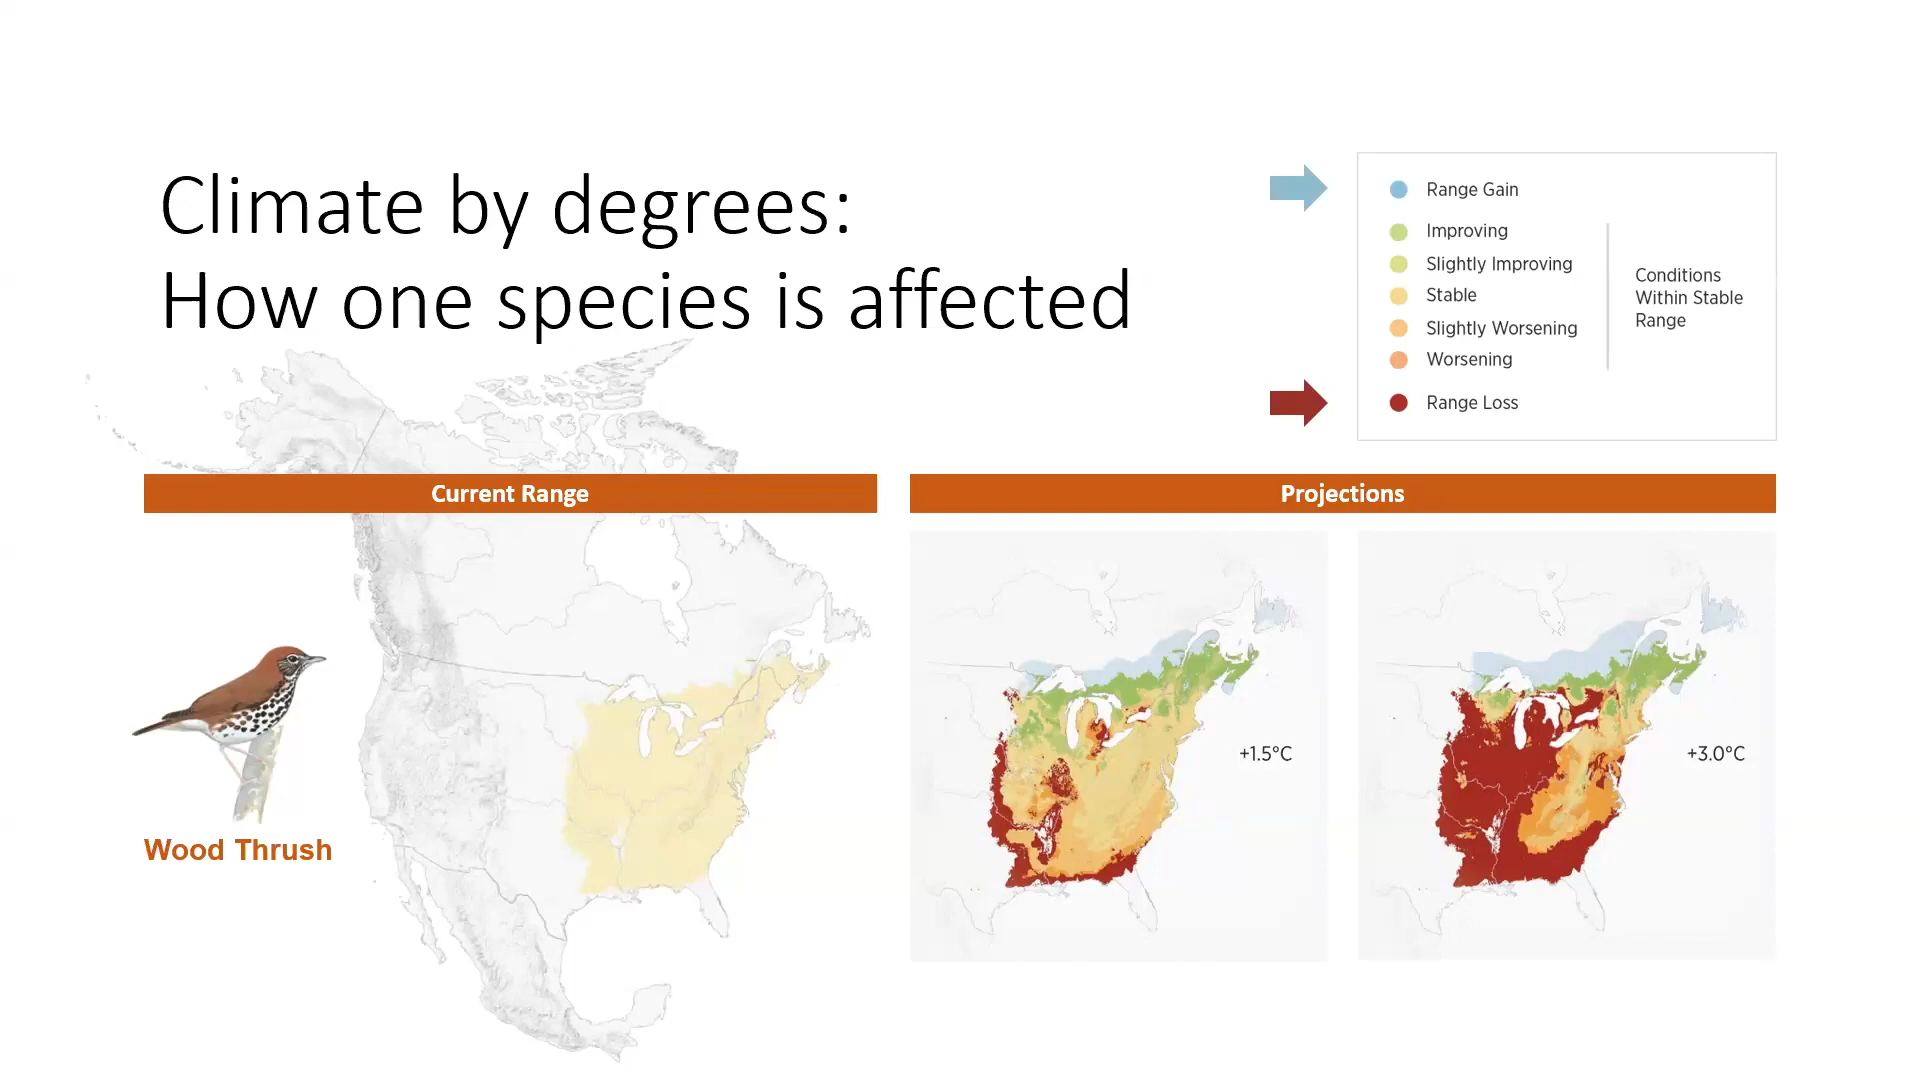 Climate by degrees:
How one species is affected
Range Gain
Improving
Slightly Improving
Stable
Slightly Worsening
Worsening
Conditions
Within Stable
Range
Range Loss
Current Range
Projections
Wood Thrush
+1.5°C
+3.0°C